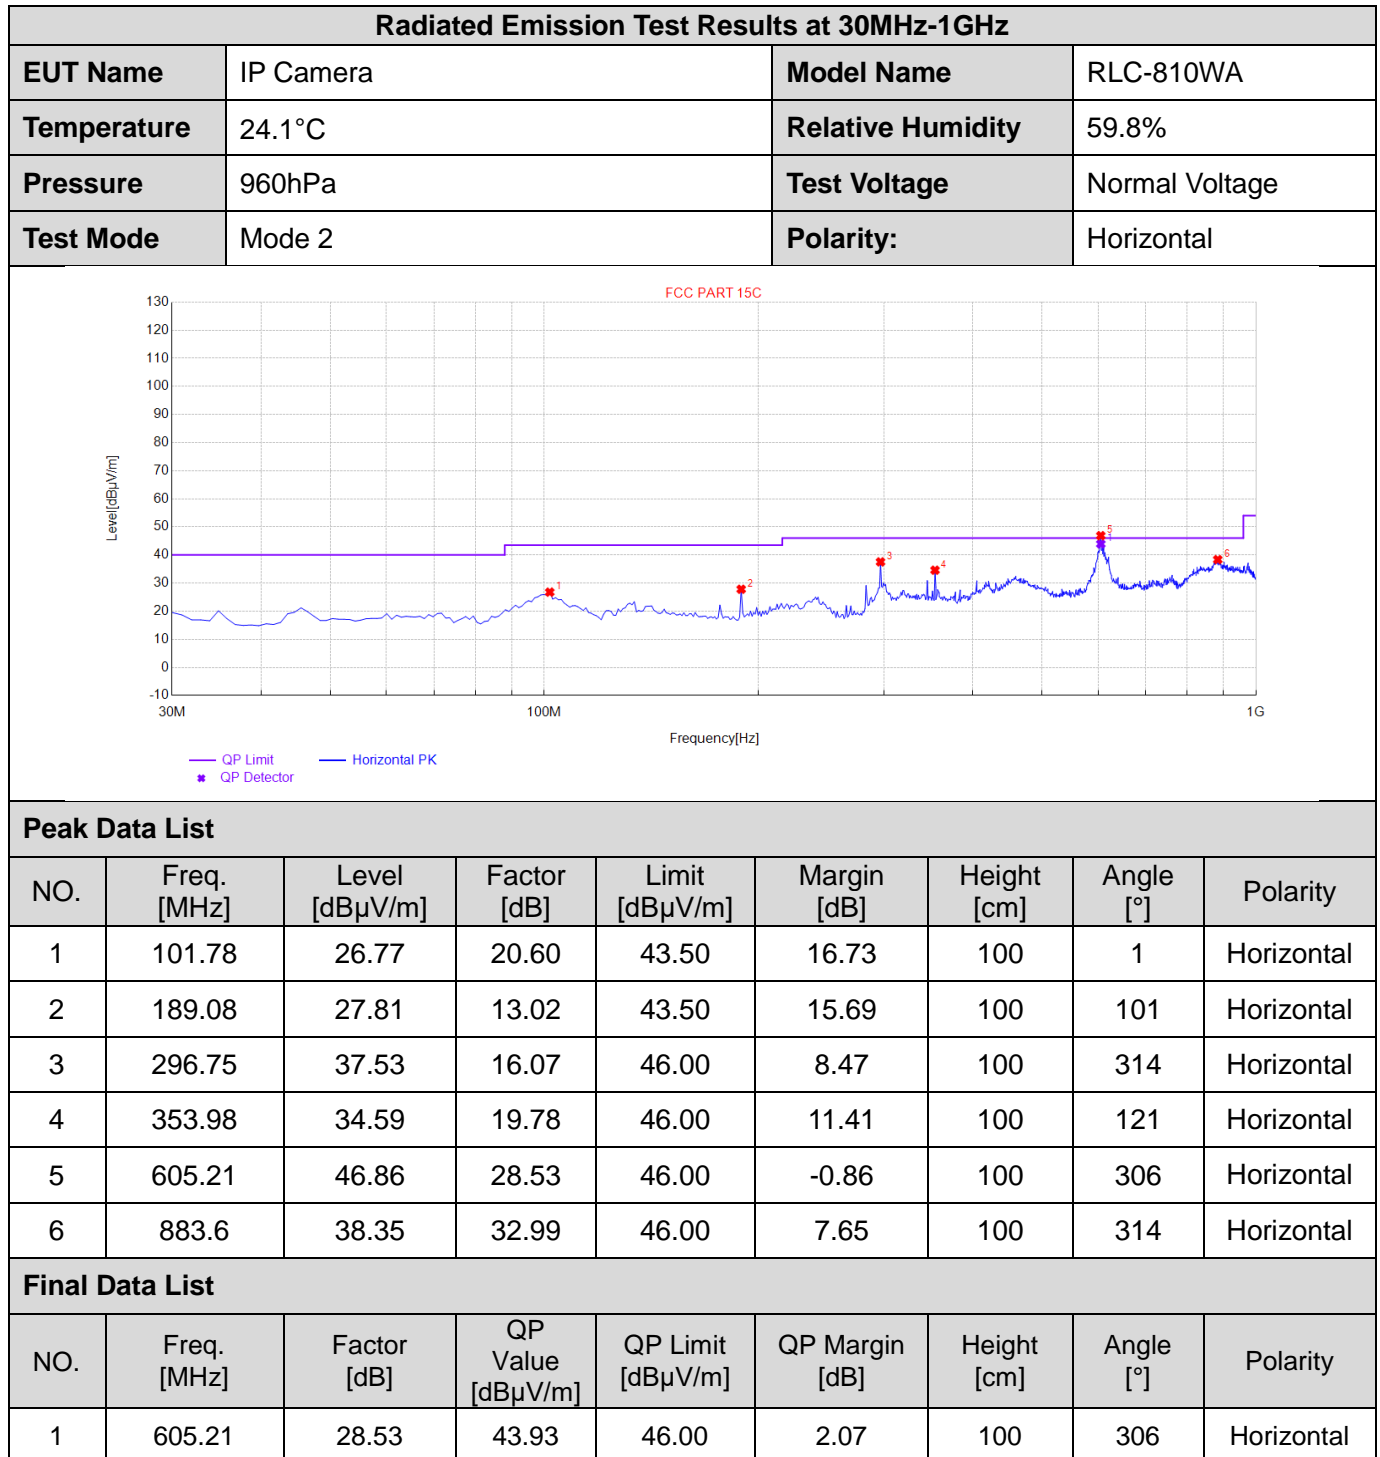 Radiated Emission Test Results at 30MHz-1GHz
EUT Name IP Camera Model Name RLC-810WA
Temperature 24.1°C Relative Humidity 59.8%
Pressure 960hPa Test Voltage Normal Voltage
Test Mode Mode 2 Polarity: Horizontal
FCC PART 15C
130
120
110
100
90
80
70
60
50
40
30
20
10
0
-10
Level[dBµV/m]
1
2
3
4
5
1
6
30M 100M 1G
Frequency[Hz]
QP Limit Horizontal PK
QP Detector
Peak Data List
NO. Freq. [MHz] Level [dBµV/m] Factor [dB] Limit [dBµV/m] Margin [dB] Height [cm] Angle [°] Polarity
1 101.78 26.77 20.60 43.50 16.73 100 1 Horizontal
2 189.08 27.81 13.02 43.50 15.69 100 101 Horizontal
3 296.75 37.53 16.07 46.00 8.47 100 314 Horizontal
4 353.98 34.59 19.78 46.00 11.41 100 121 Horizontal
5 605.21 46.86 28.53 46.00 -0.86 100 306 Horizontal
6 883.6 38.35 32.99 46.00 7.65 100 314 Horizontal
Final Data List
NO. Freq. [MHz] Factor [dB] QP Value [dBµV/m] QP Limit [dBµV/m] QP Margin [dB] Height [cm] Angle [°] Polarity
1 605.21 28.53 43.93 46.00 2.07 100 306 Horizontal